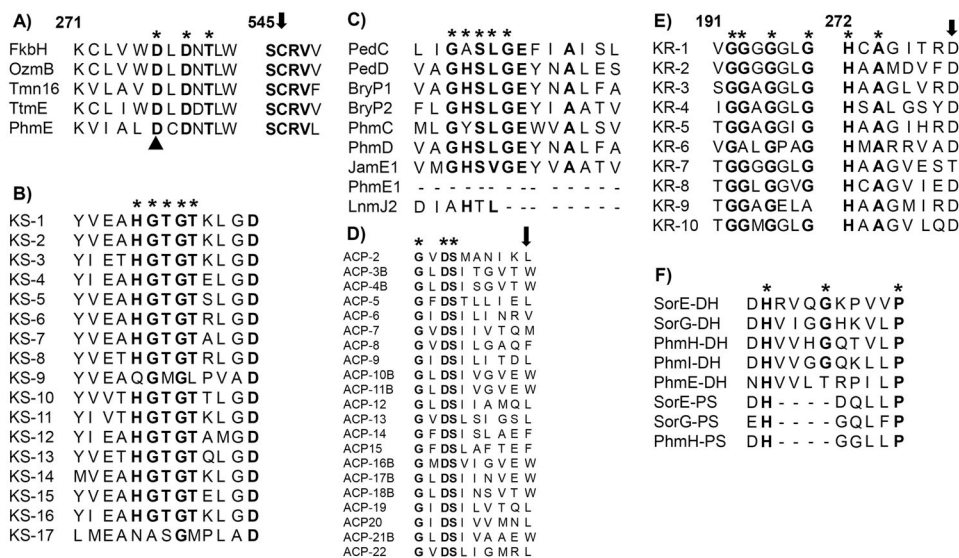 A) 271 545
* * *
FkbH K C L V W D L D N T L W S C R V V
OzmB K C L V W D L D N T L W S C R V V
Tmn16 K C L V W D L D N T L W S C R V F
TtmE K C L I W D L D N T L W S C R V V
PhmE K V I A L D C D N T L W S C R V L
B)
* * * * *
KS-1 Y V E A H G T G T K L G D
KS-2 Y V E A H G T G T K L G D
KS-3 Y V E A H G T G T K L G D
KS-4 Y I E A H G T G T E L G D
KS-5 Y V E A H G T G T S L G D
KS-6 Y V E T H G T G T R L G D
KS-7 Y V E T H G T G T A L G D
KS-8 Y V E T H G T G T R L G D
KS-9 Y V E A Q G M G L P V A D
KS-10 Y V V T H G T G T T L G D
KS-11 Y I V T H G T G T K L G D
KS-12 Y I E A H G T G T A M G D
KS-13 Y V E T H G T G T Q L G D
KS-14 M V E A H G T G T K L G D
KS-15 Y V E A H G T G T E L G D
KS-16 Y I E A H G T G T K L G D
KS-17 L M E A N A S G M P L A D
C)
* * * * *
PedC L I G A S L G E F I A I S L
PedD V A G H S L G E Y N A L E S
BryP1 V A G H S L G E Y N A L F A
BryP2 F L G H S L G E Y I A A T V
PhmC M L G Y S L G E W V A L S V
PhmD V A G H S L G E Y N A L F A
JamE1 V M G H S V G E Y V A A T V
PhmE1 - - - - - - - - - - - - - -
LnmJ2 D I A H T L - - - - - - - -
D)
* * *
ACP-2 G V D S M A N I K L
ACP-3B G L D S I T G V T W
ACP-4B G L D S I S G V T W
ACP-5 G F D S T L L I E L
ACP-6 G I D S I L I N R V
ACP-7 G V D S I I V T Q M
ACP-8 G V D S I V G A Q F
ACP-9 G I D S I L I T D L
ACP-10B G V D S I V G V E W
ACP-11B G V D S I V G V E W
ACP-12 G L D S I I A M Q L
ACP-13 G V D S L S I G S L
ACP-14 G F D S I S L A E F
ACP15 G F D S L A F T E F
ACP-16B G M D S V I G V E W
ACP-17B G L D S I I N V E W
ACP-18B G L D S I N S V T W
ACP-19 G I D S I L V T Q L
ACP20 G I D S I V V M N L
ACP-21B G V D S I V A A E W
ACP-22 G V D S L I G M R L
E) 191 272
* * * * * *
KR-1 V G G G G L G H C A G I T R D
KR-2 V G G G G L G H A A M D V F D
KR-3 S G G A G G L G H A A G L V R D
KR-4 I G G A G G L G H S A L G S Y D
KR-5 T G G A G G I G H A A G I H R D
KR-6 V G A L G P A G H M A R R V A D
KR-7 T G G G G L G H A A G V E S T
KR-8 T G G L G G V G H C A G V I E D
KR-9 T G G A G E L A H A A G M I R D
KR-10 T G G M G G L G H A A G V L Q D
F)
* * *
SorE-DH D H R V Q G K P V V P
SorG-DH D H V I G G H K V L P
PhmH-DH D H V V H G Q T V L P
PhmI-DH D H V V G G Q K L L P
PhmE-DH N H V V L T R P I L P
SorE-PS D H - - - - D Q L L P
SorG-PS E H - - - - G Q L F P
PhmH-PS D H - - - - G G L L P